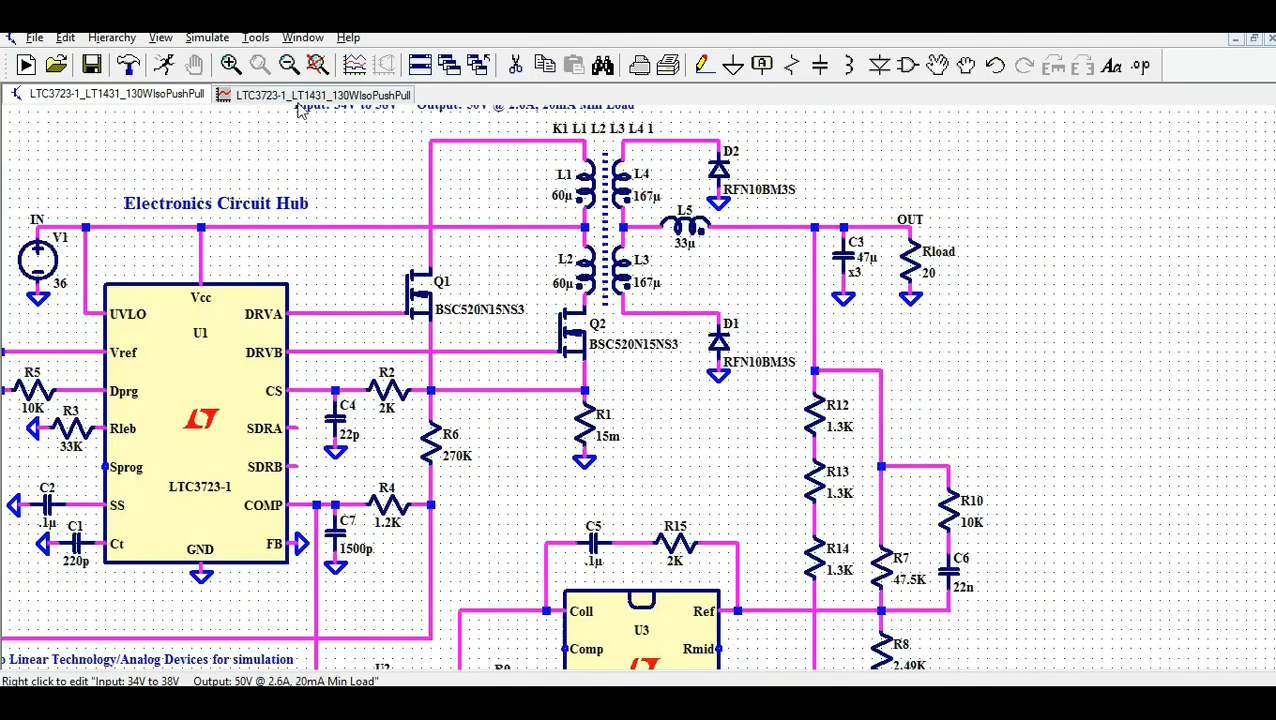 File Edit Hierarchy View Simulate Tools Window Help
.op
LTC3723-1_LT1431_130WIsoPushPull LTC3723-1_LT1431_130WIsoPushPull
Input: 34V to 38V Output: 50V @ 2.6A, 20mA Min Load
K1 L1 L2 L3 L4 1
D2
L1
L4
RFN10BM3S
60µ
167µ
Electronics Circuit Hub
L5
IN
OUT
V1
33µ
C3
Rload
47µ
L2
L3
x3
20
36
60µ
167µ
Q1
Vcc
BSC520N15NS3
UVLO
DRVA
Q2
D1
U1
BSC520N15NS3
Vref
DRVB
RFN10BM3S
R5
R2
Dprg
CS
10K
2K
R3
C4
R12
Rleb
SDRA
R1
1.3K
33K
22p
R6
15m
270K
Sprog
SDRB
R13
1.3K
C2
LTC3723-1
R4
R10
SS
COMP
10K
.1µ
1.2K
C7
C1
C5
R15
Ct
GND
FB
1500p
R14
C6
220p
.1µ
2K
1.3K
R7
47.5K
22n
Coll
Ref
U3
R8
Comp
Rmid
o Linear Technology/Analog Devices for simulation
U2
R9
2.49K
LT
LT
Right click to edit "Input: 34V to 38V Output: 50V @ 2.6A, 20mA Min Load"